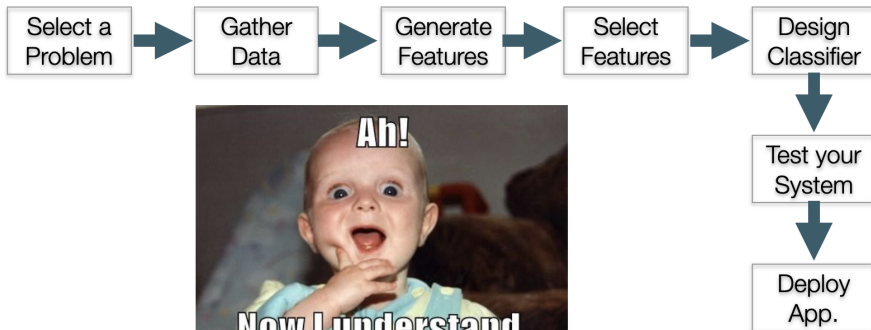 Select a
Problem
Gather
Data
Generate
Features
Select
Features
Design
Classifier
Test your
System
Deploy
App.
Ah!
Now I understand